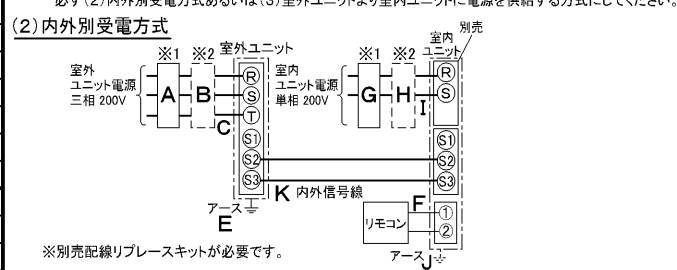 必ず(2)内外別受電方式あるいは(3)室外ユニットより室内ユニットに電源を供給する方式にしてください。
(2)内外別受電方式
※1 ※2 室外ユニット
※1 ※2 室内ユニット 別売
室外
ユニット電源
三相 200V
A B C
R
S
T
S1
S2
S3
室内
ユニット電源
単相 200V
G H I
R
S
S1
S2
S3
K 内外信号線
アース
E
リモコン
F
①
②
アース J
※別売配線リプレースキットが必要です。